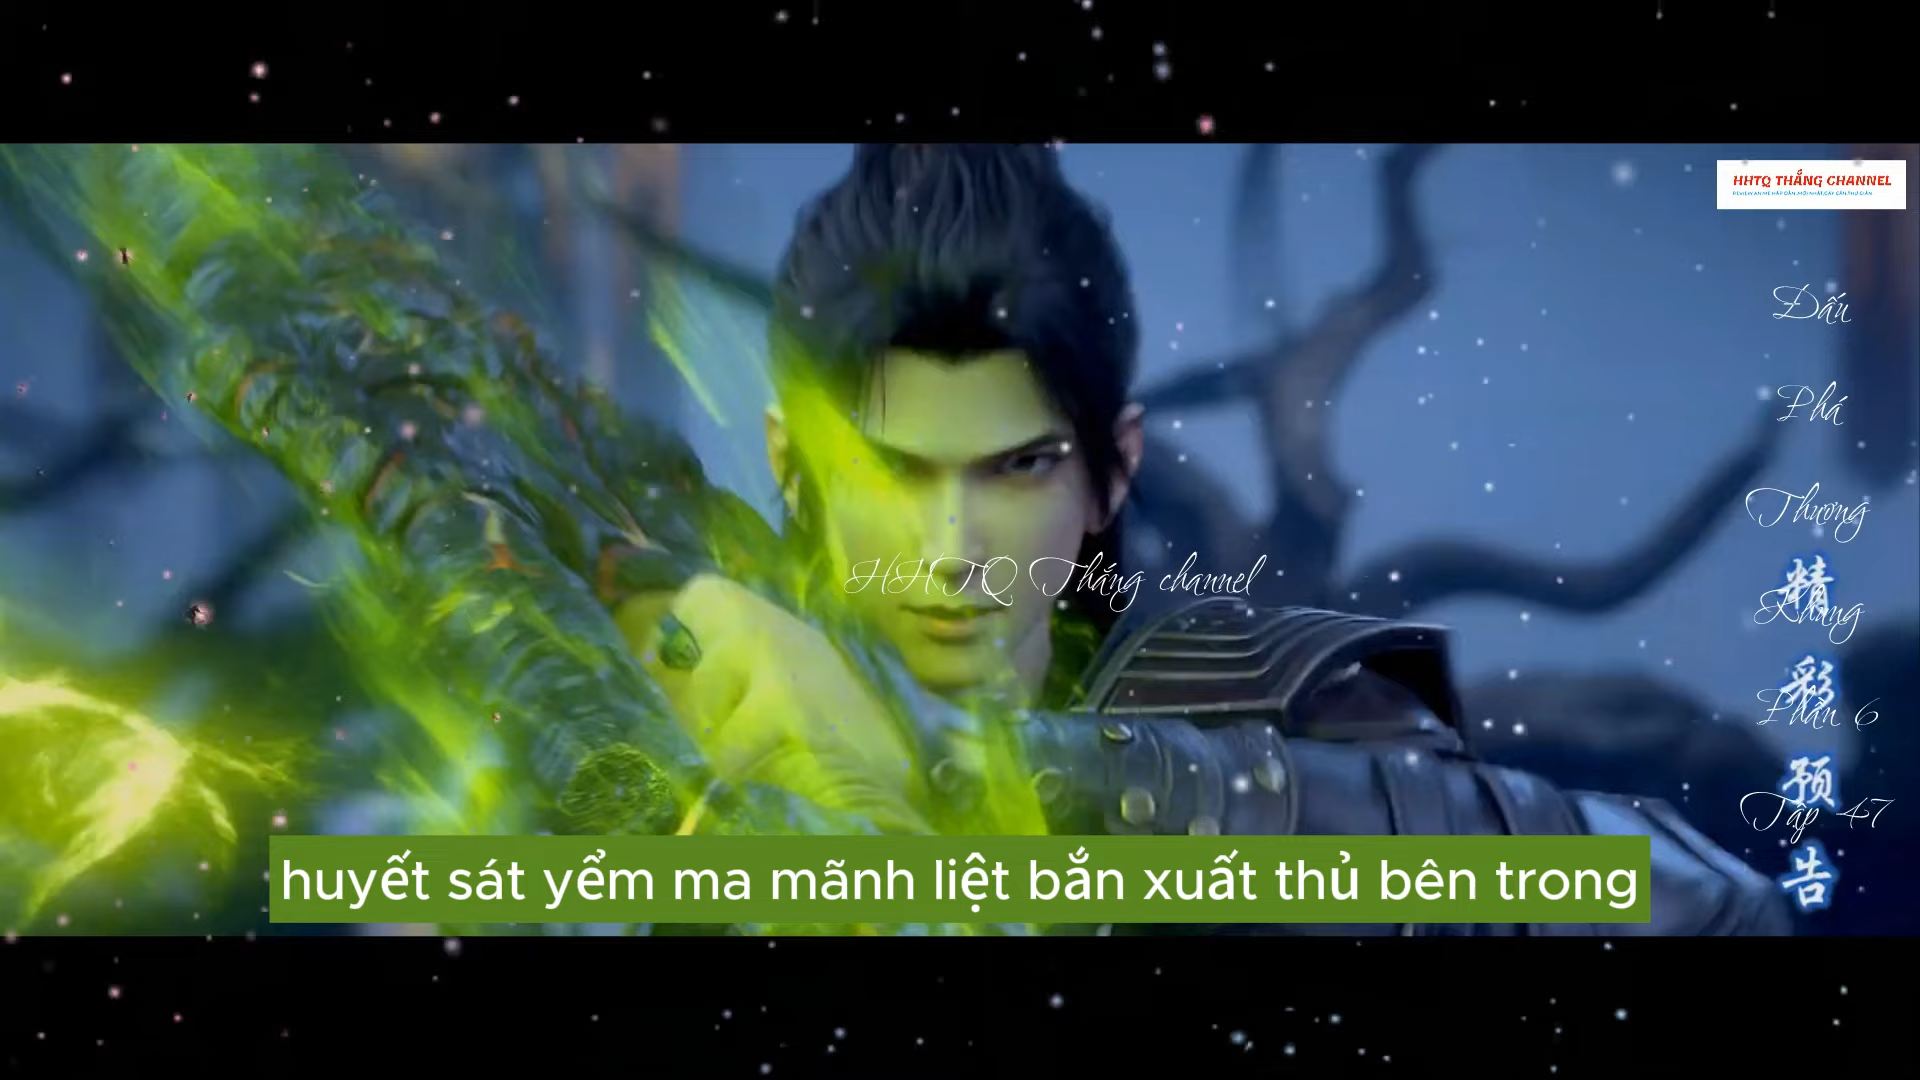 HHTQ THẮNG CHANNEL
Đấu
Phá
Thương
Khung
Phần 6
Tập 47
精
彩
预
告
HHTQ Thắng channel
huyết sát yểm ma mãnh liệt bắn xuất thủ bên trong